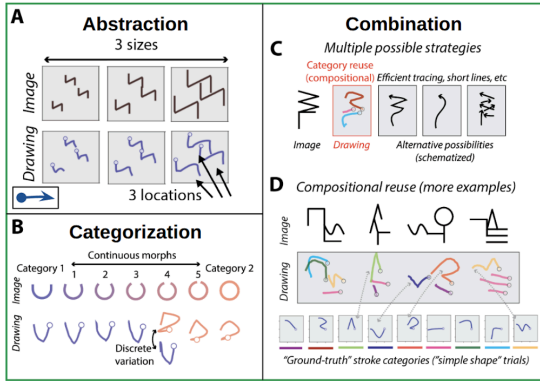 Abstraction
A
3 sizes
Image
Drawing
3 locations
B
Categorization
Continuous morphs
Category 1
1
2
3
4
5
Category 2
Image
Drawing
Discrete
variation
Combination
C
Multiple possible strategies
Category reuse
(compositional)
Efficient tracing, short lines, etc
Image
Drawing
Alternative possibilities
(schematized)
D
Compositional reuse (more examples)
Image
Drawing
"Ground-truth" stroke categories ("simple shape" trials)